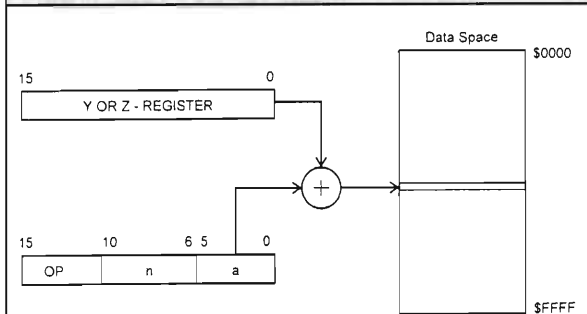 Data Space
$0000
15 0
Y OR Z - REGISTER
+
15 10 6 5 0
OP n a
$FFFF